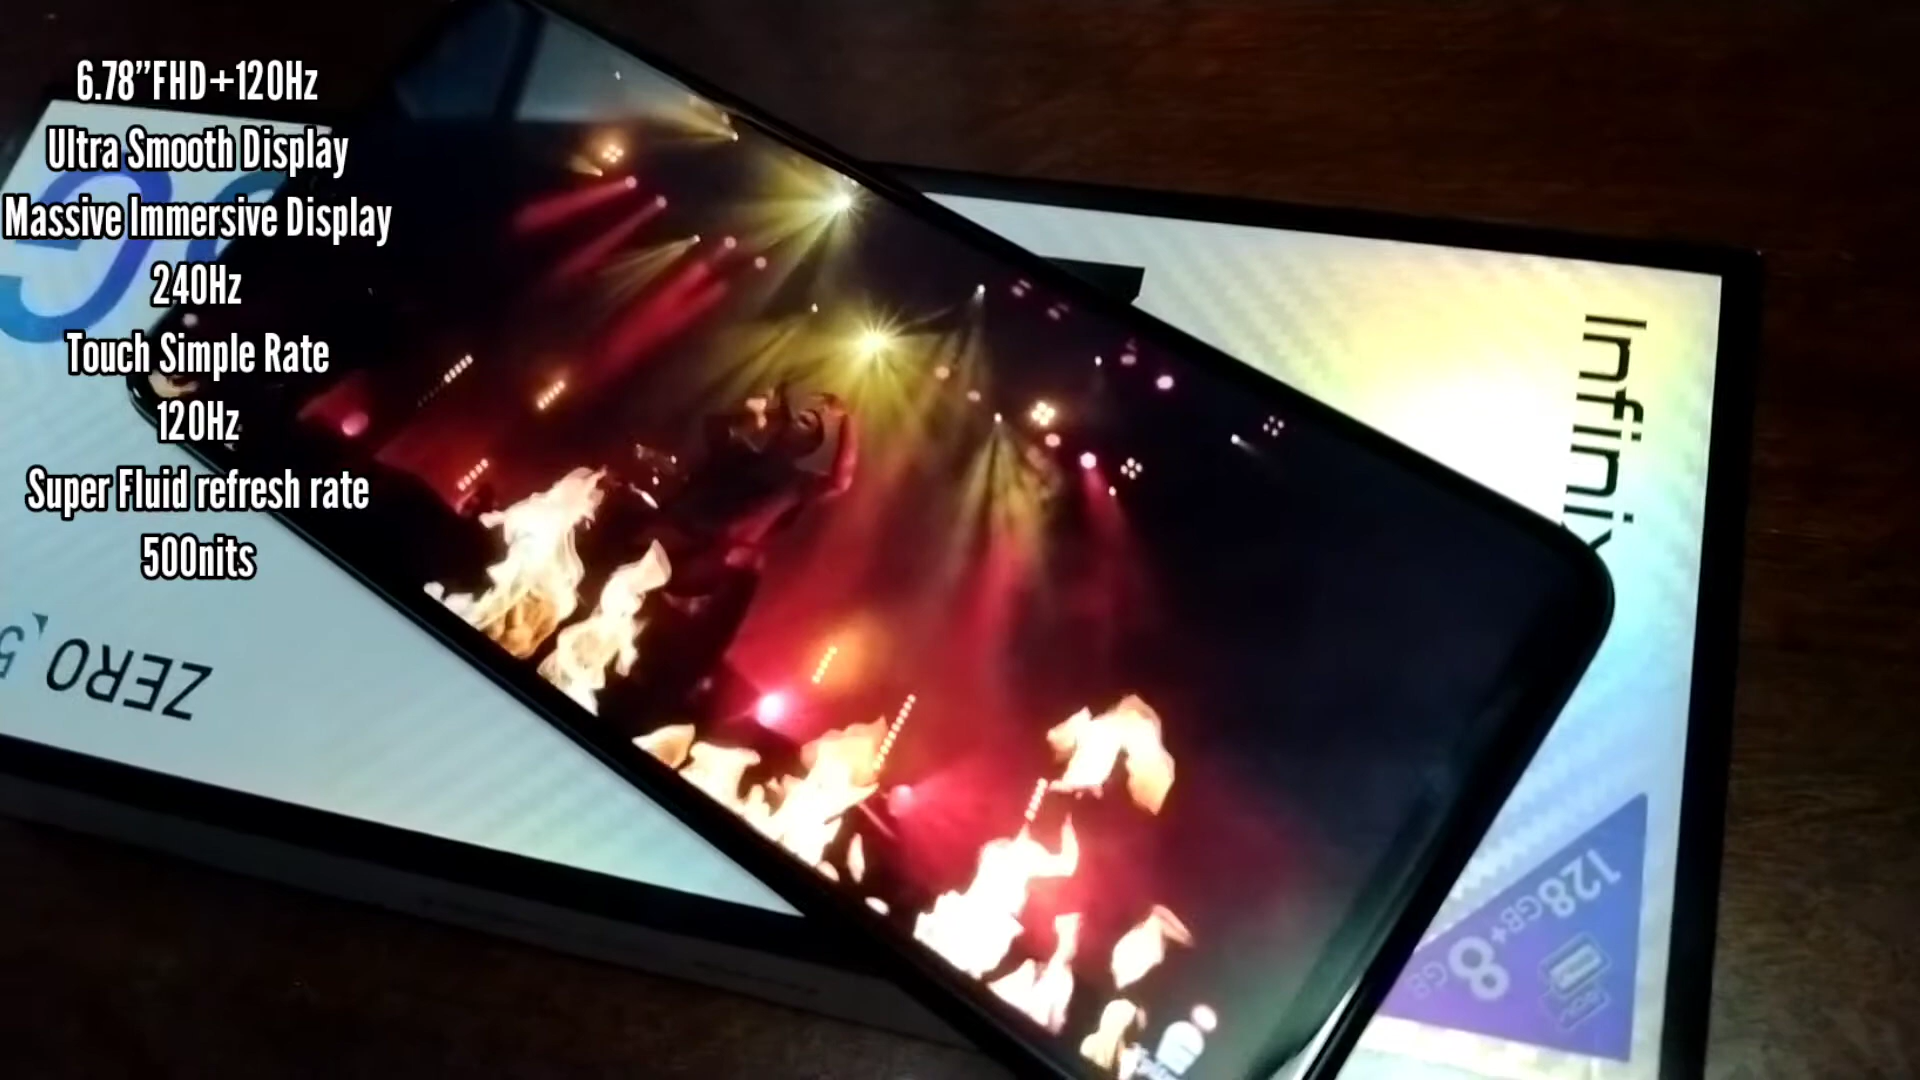 6.78”FHD+120Hz
Ultra Smooth Display
Massive Immersive Display
240Hz
Touch Simple Rate
120Hz
Super Fluid refresh rate
500nits
5G
ZERO 5
Infinix
128GB+
8GB